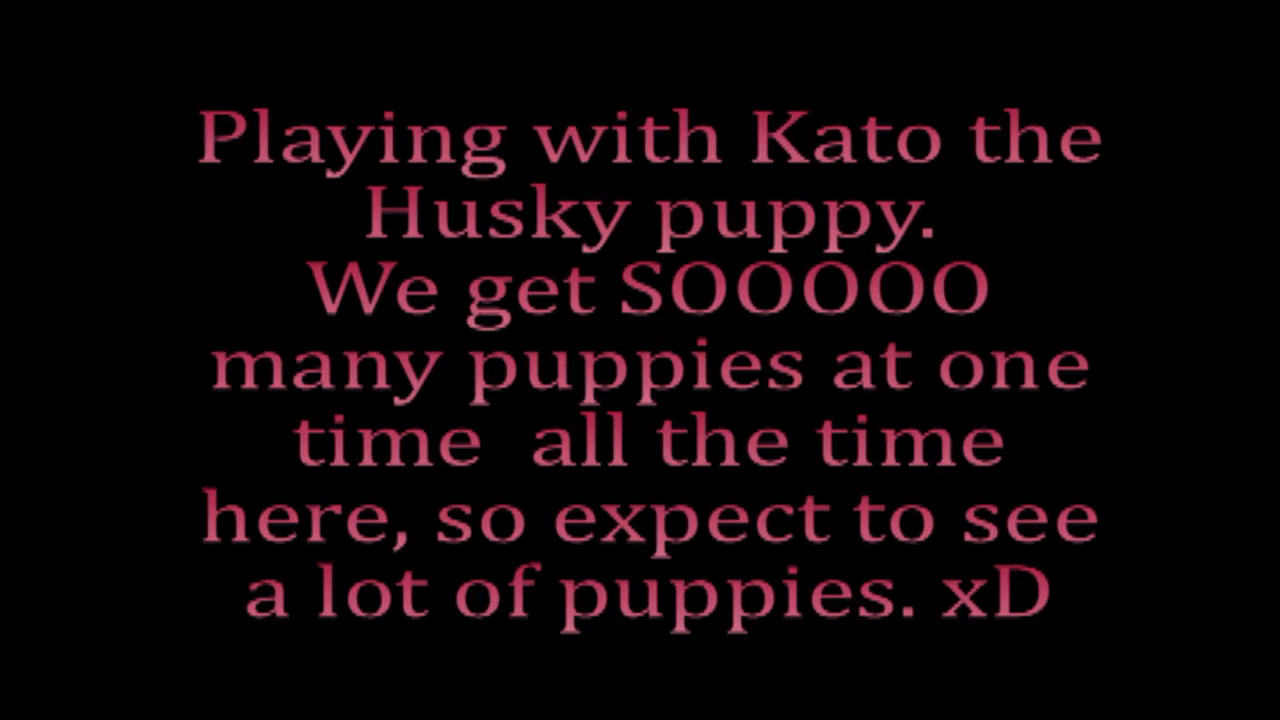 Playing with Kato the
Husky puppy.
We get SOOOOO
many puppies at one
time  all the time
here, so expect to see
a lot of puppies. xD